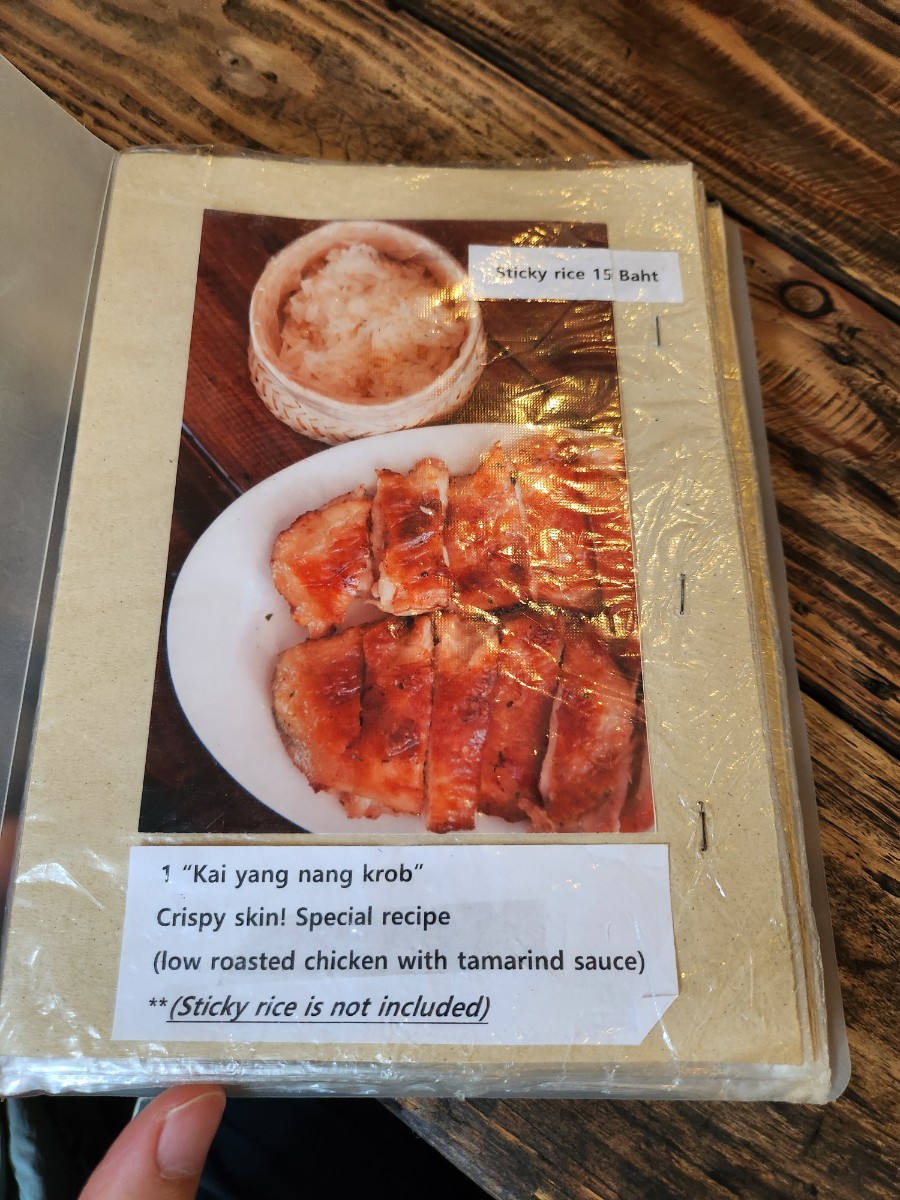 Sticky rice 15 Baht
1 “Kai yang nang krob”
Crispy skin! Special recipe
(low roasted chicken with tamarind sauce)
**(Sticky rice is not included)